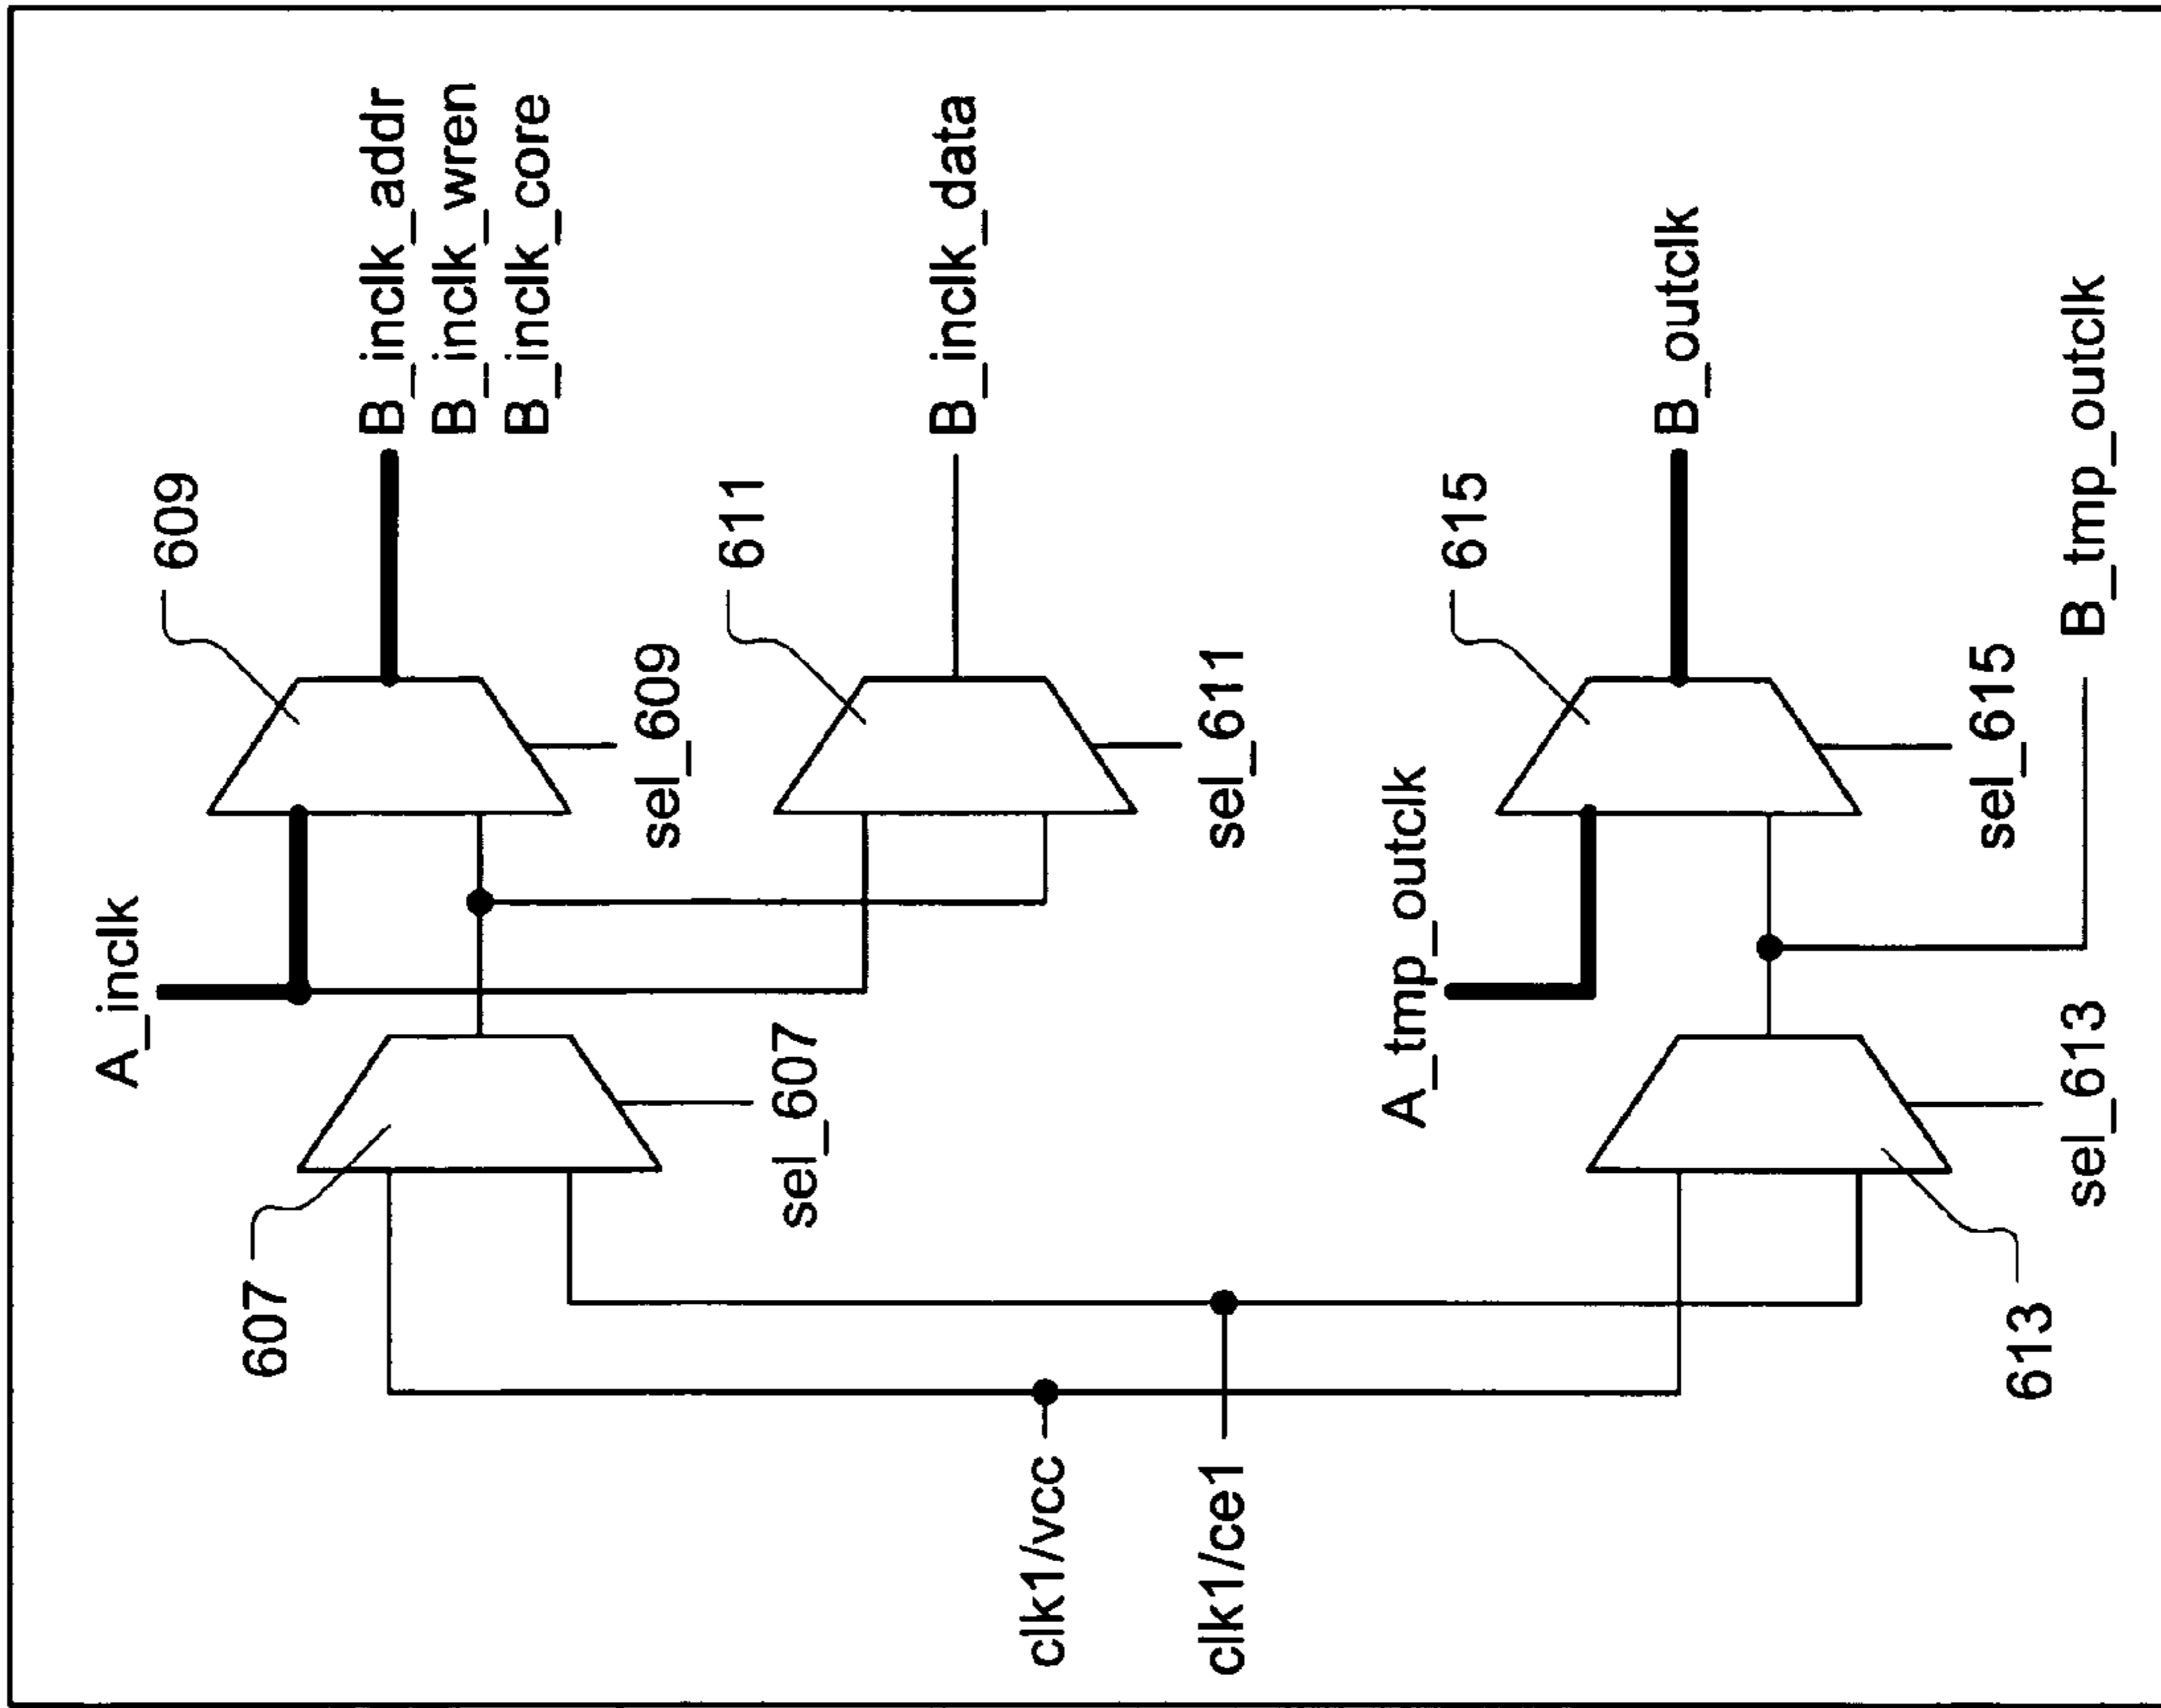 A_inclk
609
B_inclk_addr
B_inclk_wren
B_inclk_core
607
sel_607
sel_609
611
B_inclk_data
sel_611
clk1/vcc
clk1/ce1
A_tmp_outclk
615
B_outclk
sel_615
613
sel_613
B_tmp_outclk